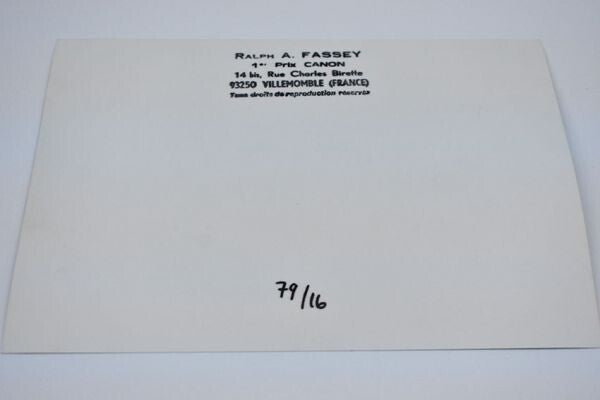 RALPH A. FASSEY
1er Prix CANON
14 bis, Rue Charles Birette
93250 VILLEMOMBLE (FRANCE)
Tous droits de reproduction réservés
79/16